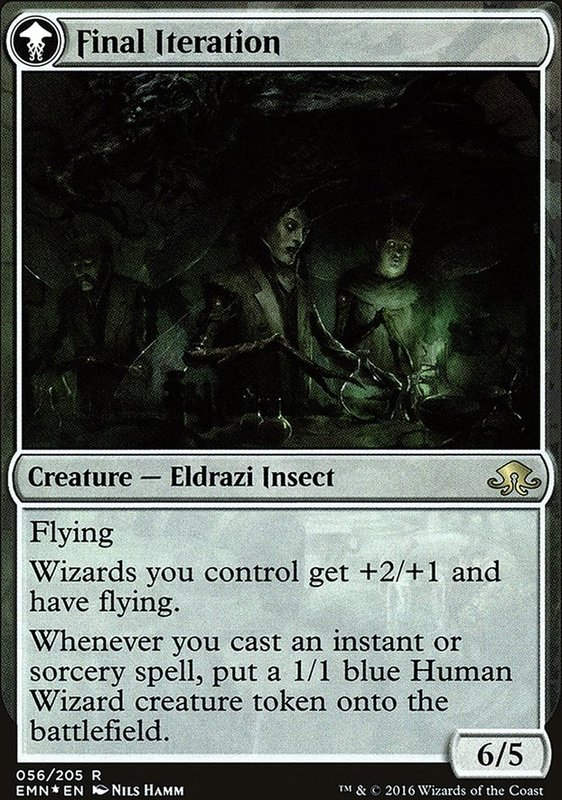 Final Iteration
Creature — Eldrazi Insect
Flying
Wizards you control get +2/+1 and
have flying.
Whenever you cast an instant or
sorcery spell, put a 1/1 blue Human
Wizard creature token onto the
battlefield.
6/5
056/205 R
EMN★EN Nils Hamm
™ & © 2016 Wizards of the Coast